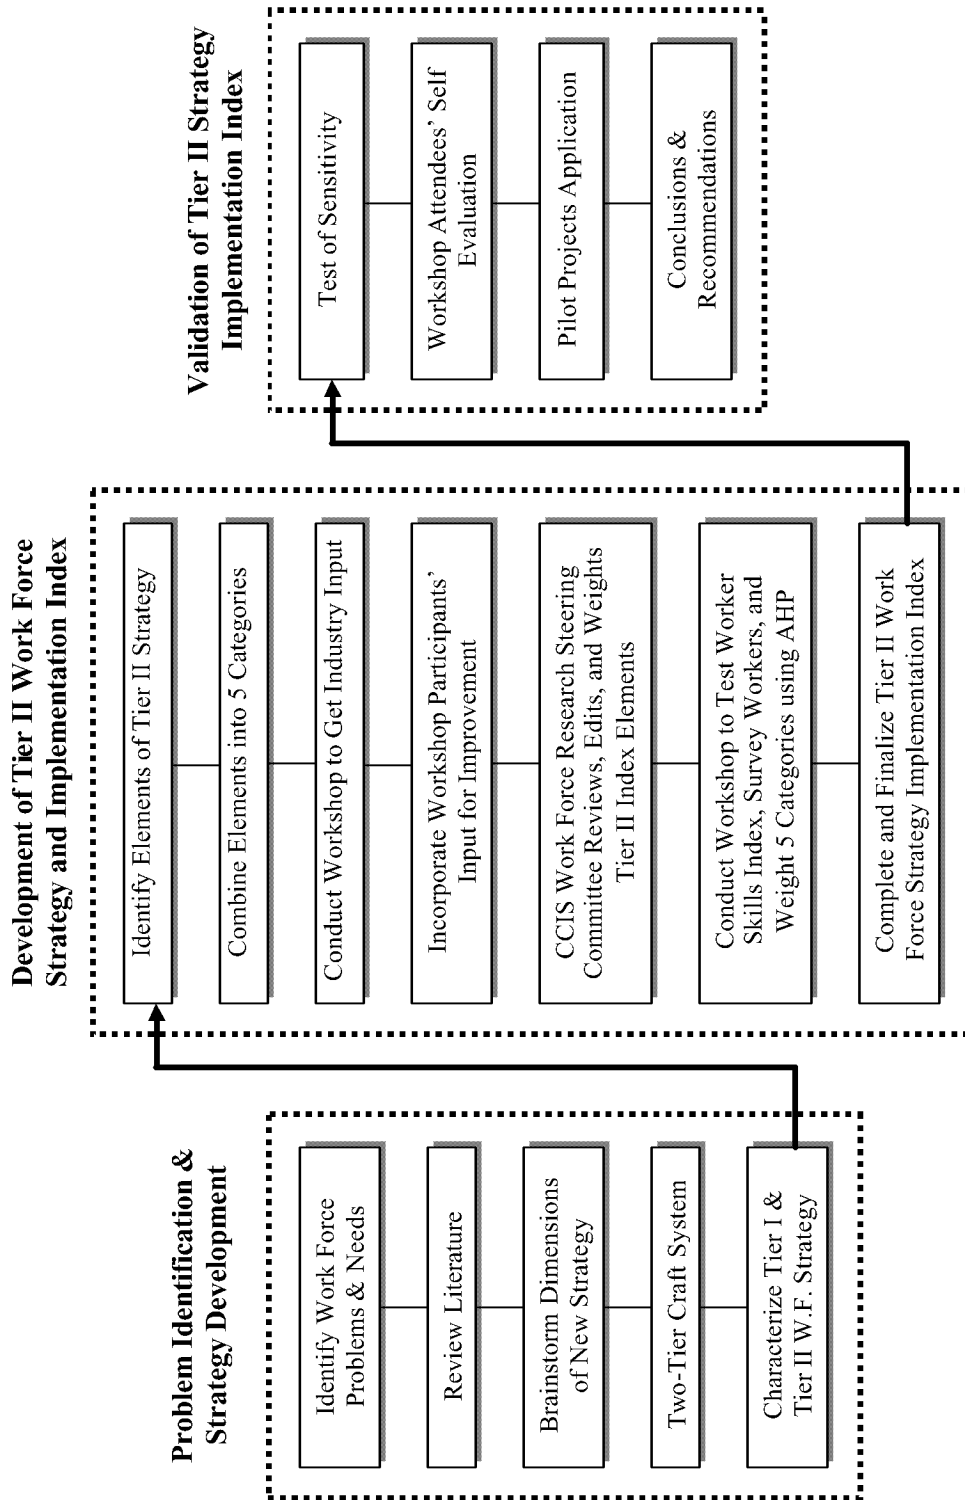 Problem Identification &
Strategy Development
Identify Work Force
Problems & Needs
Review Literature
Brainstorm Dimensions
of New Strategy
Two-Tier Craft System
Characterize Tier I &
Tier II W.F. Strategy
Development of Tier II Work Force
Strategy and Implementation Index
Identify Elements of Tier II Strategy
Combine Elements into 5 Categories
Conduct Workshop to Get Industry Input
Incorporate Workshop Participants'
Input for Improvement
CCIS Work Force Research Steering
Committee Reviews, Edits, and Weights
Tier II Index Elements
Conduct Workshop to Test Worker
Skills Index, Survey Workers, and
Weight 5 Categories using AHP
Complete and Finalize Tier II Work
Force Strategy Implementation Index
Validation of Tier II Strategy
Implementation Index
Test of Sensitivity
Workshop Attendees' Self
Evaluation
Pilot Projects Application
Conclusions &
Recommendations